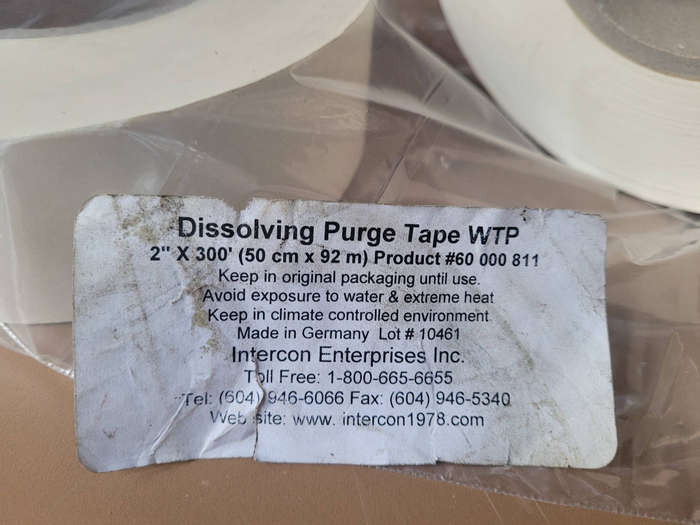 Dissolving Purge Tape WTP
2" X 300' (50 cm x 92 m) Product #60 000 811
Keep in original packaging until use.
Avoid exposure to water & extreme heat
Keep in climate controlled environment
Made in Germany Lot # 10461
Intercon Enterprises Inc.
Toll Free: 1-800-665-6655
Tel: (604) 946-6066 Fax: (604) 946-5340
Web site: www. intercon1978.com